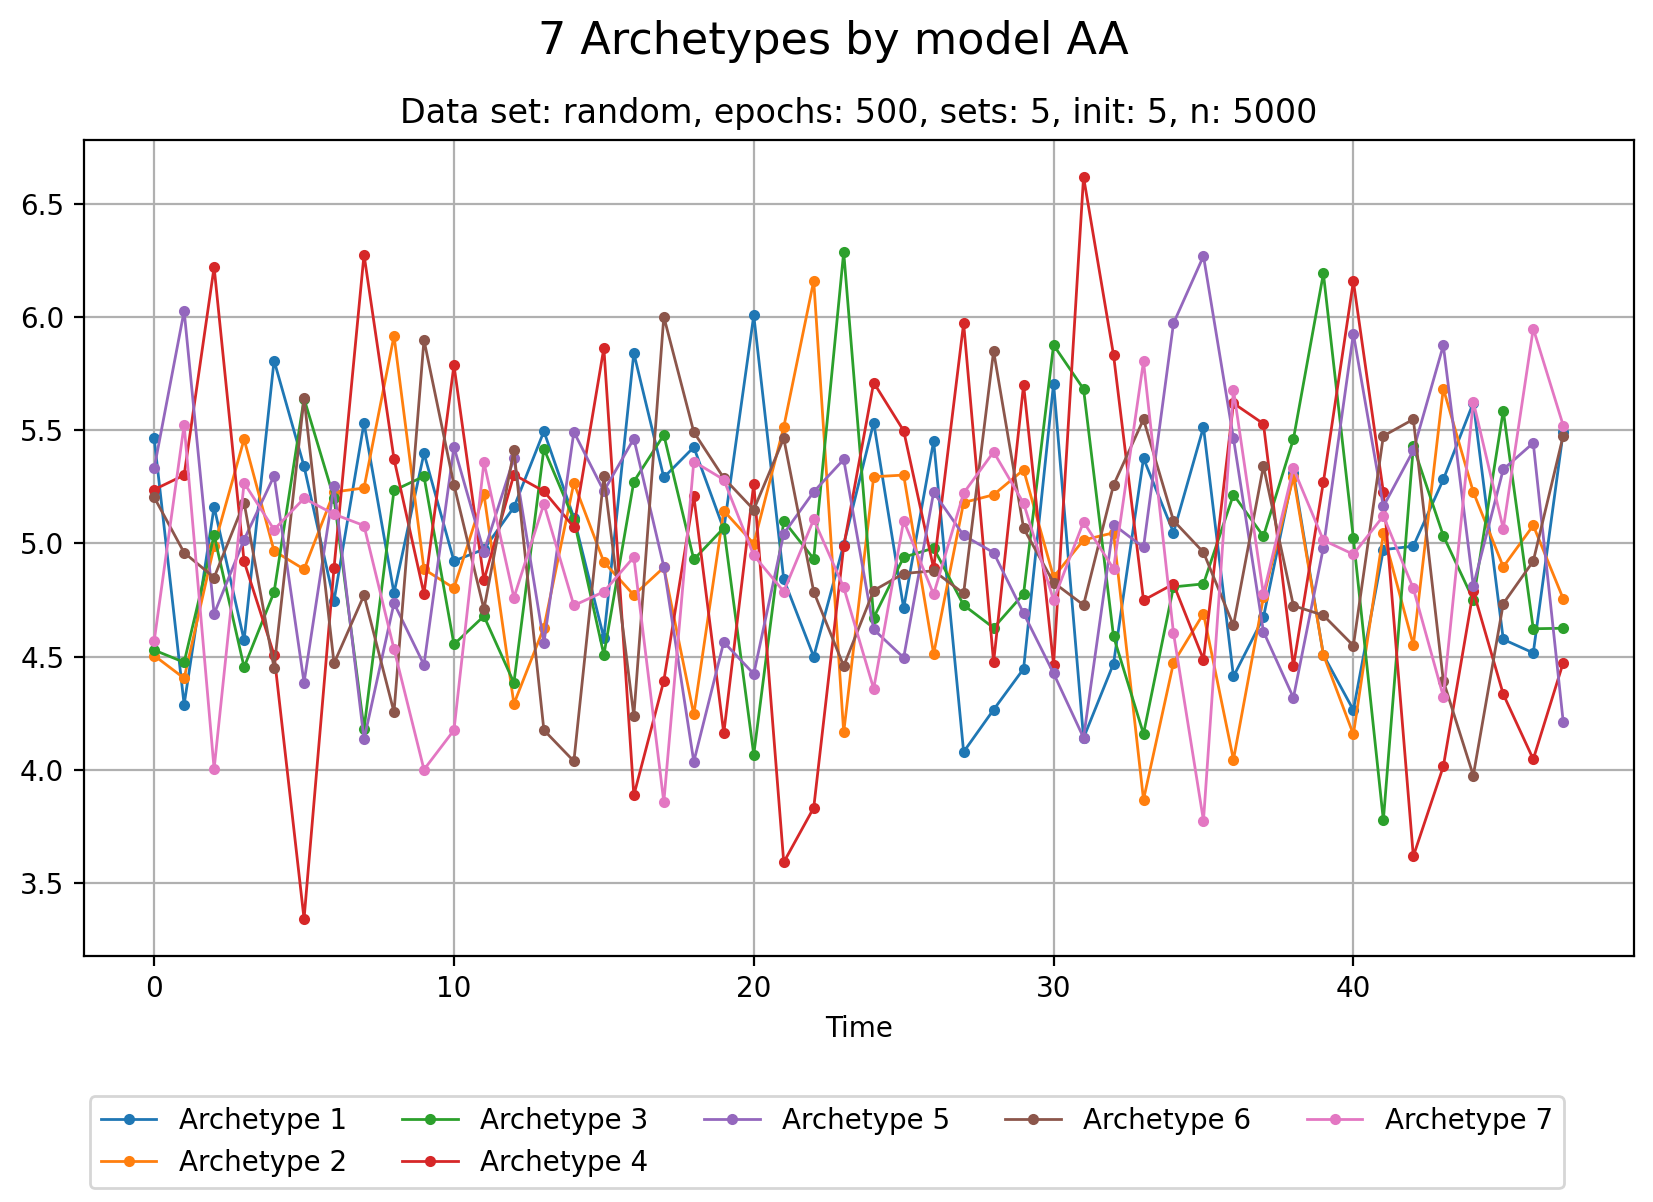 7 Archetypes by model AA
Data set: random, epochs: 500, sets: 5, init: 5, n: 5000
6.5
6.0
5.5
5.0
4.5
4.0
3.5
0 10 20 30 40
Time
Archetype 1 Archetype 3 Archetype 5 Archetype 6 Archetype 7
Archetype 2 Archetype 4